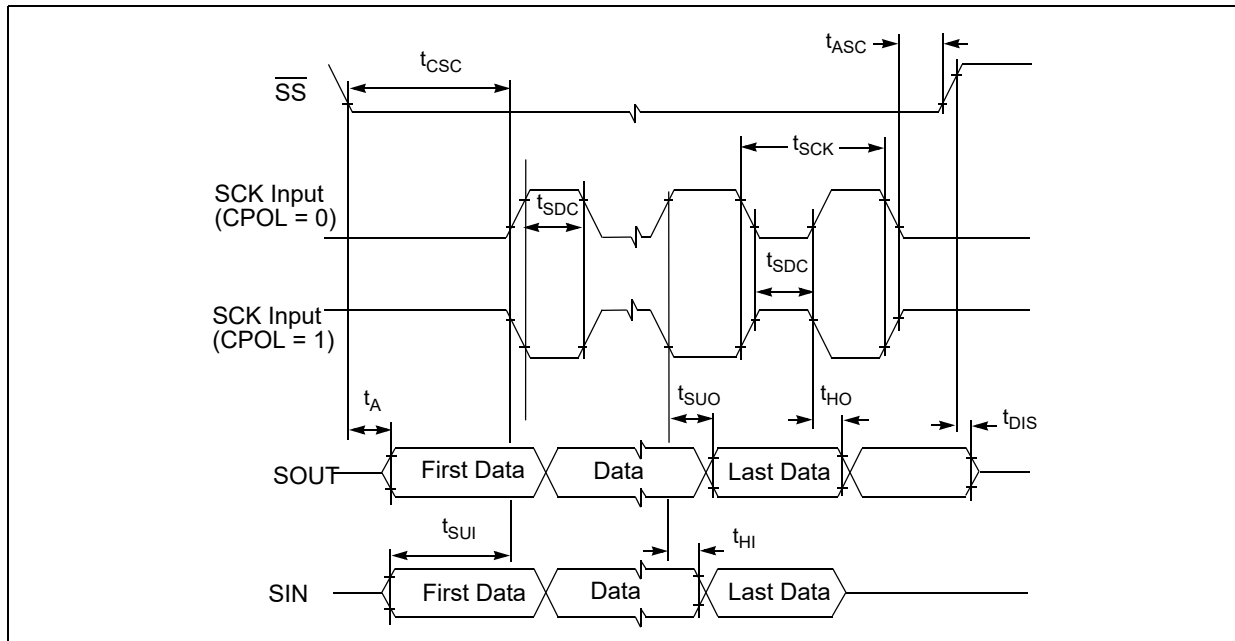 tASC
tCSC
SS
tSCK
SCK Input
(CPOL = 0)
tSDC
tSDC
SCK Input
(CPOL = 1)
tA
tSUO
tHO
tDIS
SOUT
First Data
Data
Last Data
tSUI
tHI
SIN
First Data
Data
Last Data